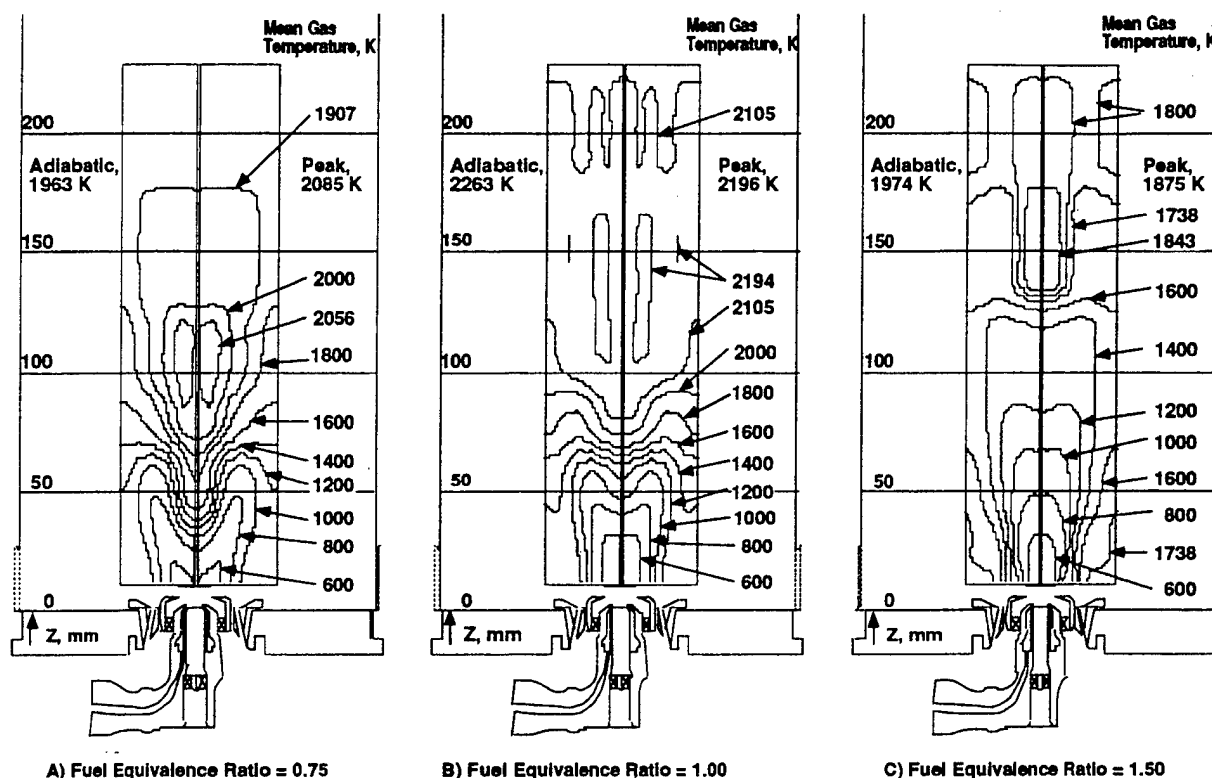 Mean Gas
Temperature, K
1907
200
Adiabatic,
1963 K
Peak,
2085 K
150
2000
2056
1800
100
1600
1400
1200
50
1000
800
600
0
Z, mm
A) Fuel Equivalence Ratio = 0.75
Mean Gas
Temperature, K
200
2105
Adiabatic,
2263 K
Peak,
2196 K
150
2194
2105
2000
100
1800
1600
1400
50
1200
1000
800
600
0
Z, mm
B) Fuel Equivalence Ratio = 1.00
Mean Gas
Temperature, K
1800
200
Adiabatic,
1974 K
Peak,
1875 K
1738
1843
150
1600
1400
100
1200
1000
1600
50
800
1738
600
0
Z, mm
C) Fuel Equivalence Ratio = 1.50